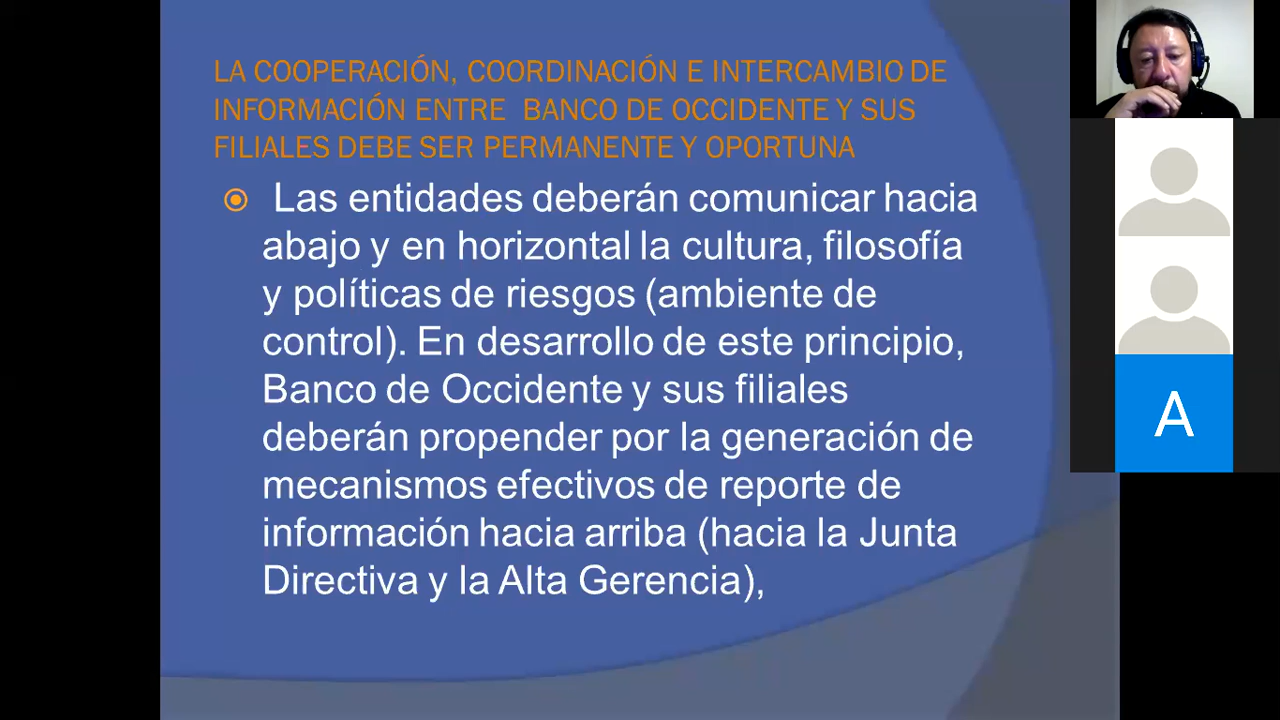 LA COOPERACIÓN, COORDINACIÓN E INTERCAMBIO DE
INFORMACIÓN ENTRE BANCO DE OCCIDENTE Y SUS
FILIALES DEBE SER PERMANENTE Y OPORTUNA
Las entidades deberán comunicar hacia
abajo y en horizontal la cultura, filosofía
y políticas de riesgos (ambiente de
control). En desarrollo de este principio,
Banco de Occidente y sus filiales
deberán propender por la generación de
mecanismos efectivos de reporte de
información hacia arriba (hacia la Junta
Directiva y la Alta Gerencia),
A